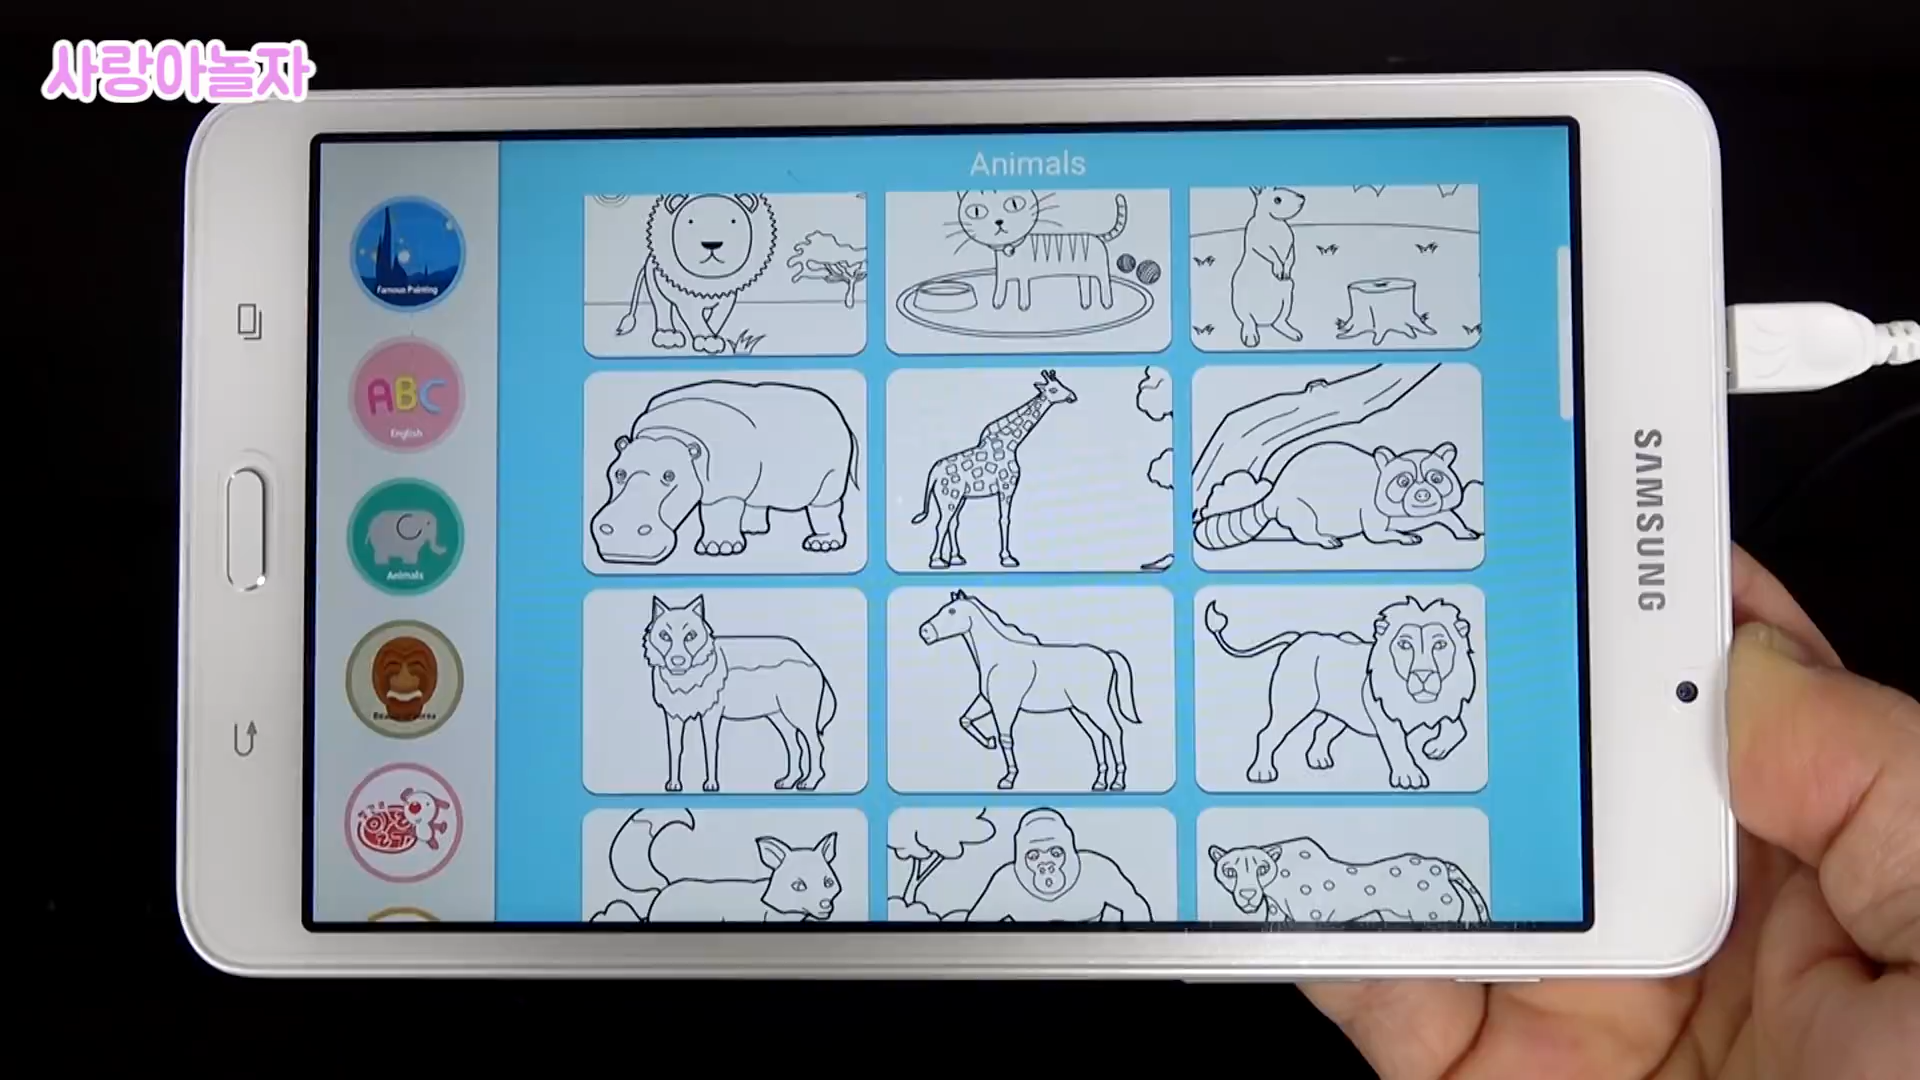 사랑아놀자
Animals
Famous Painting
ABC
English
Animals
SAMSUNG